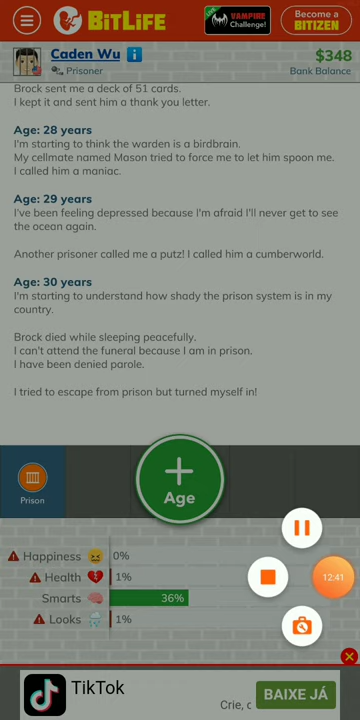 BitLife
VAMPIRE
Challenge!
Become a
BITIZEN
Caden Wu
$348
Prisoner
Bank Balance
Brock sent me a deck of 51 cards.
I kept it and sent him a thank you letter.
Age: 28 years
I'm starting to think the warden is a birdbrain.
My cellmate named Mason tried to force me to let him spoon me.
I called him a maniac.
Age: 29 years
I've been feeling depressed because I'm afraid I'll never get to see
the ocean again.
Another prisoner called me a putz! I called him a cumberworld.
Age: 30 years
I'm starting to understand how shady the prison system is in my
country.
Brock died while sleeping peacefully.
I can't attend the funeral because I am in prison.
I have been denied parole.
I tried to escape from prison but turned myself in!
Prison
Age
Happiness 0%
Health 1%
Smarts 36%
Looks 1%
12:41
TikTok
Crie, c
BAIXE JÁ